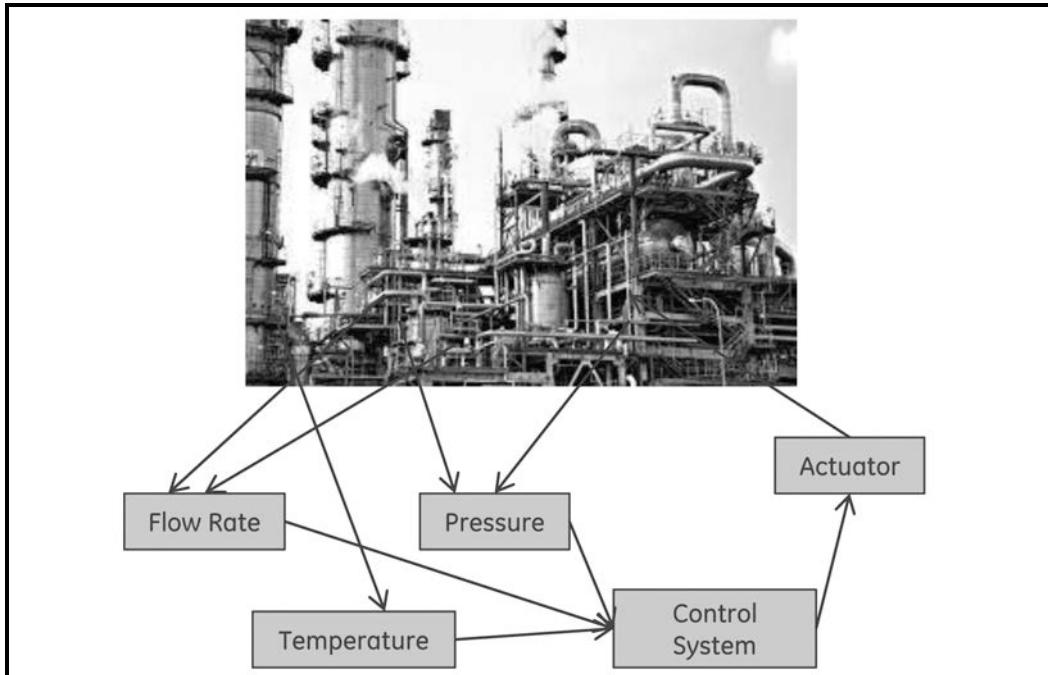 Actuator
Flow Rate
Pressure
Temperature
Control
System